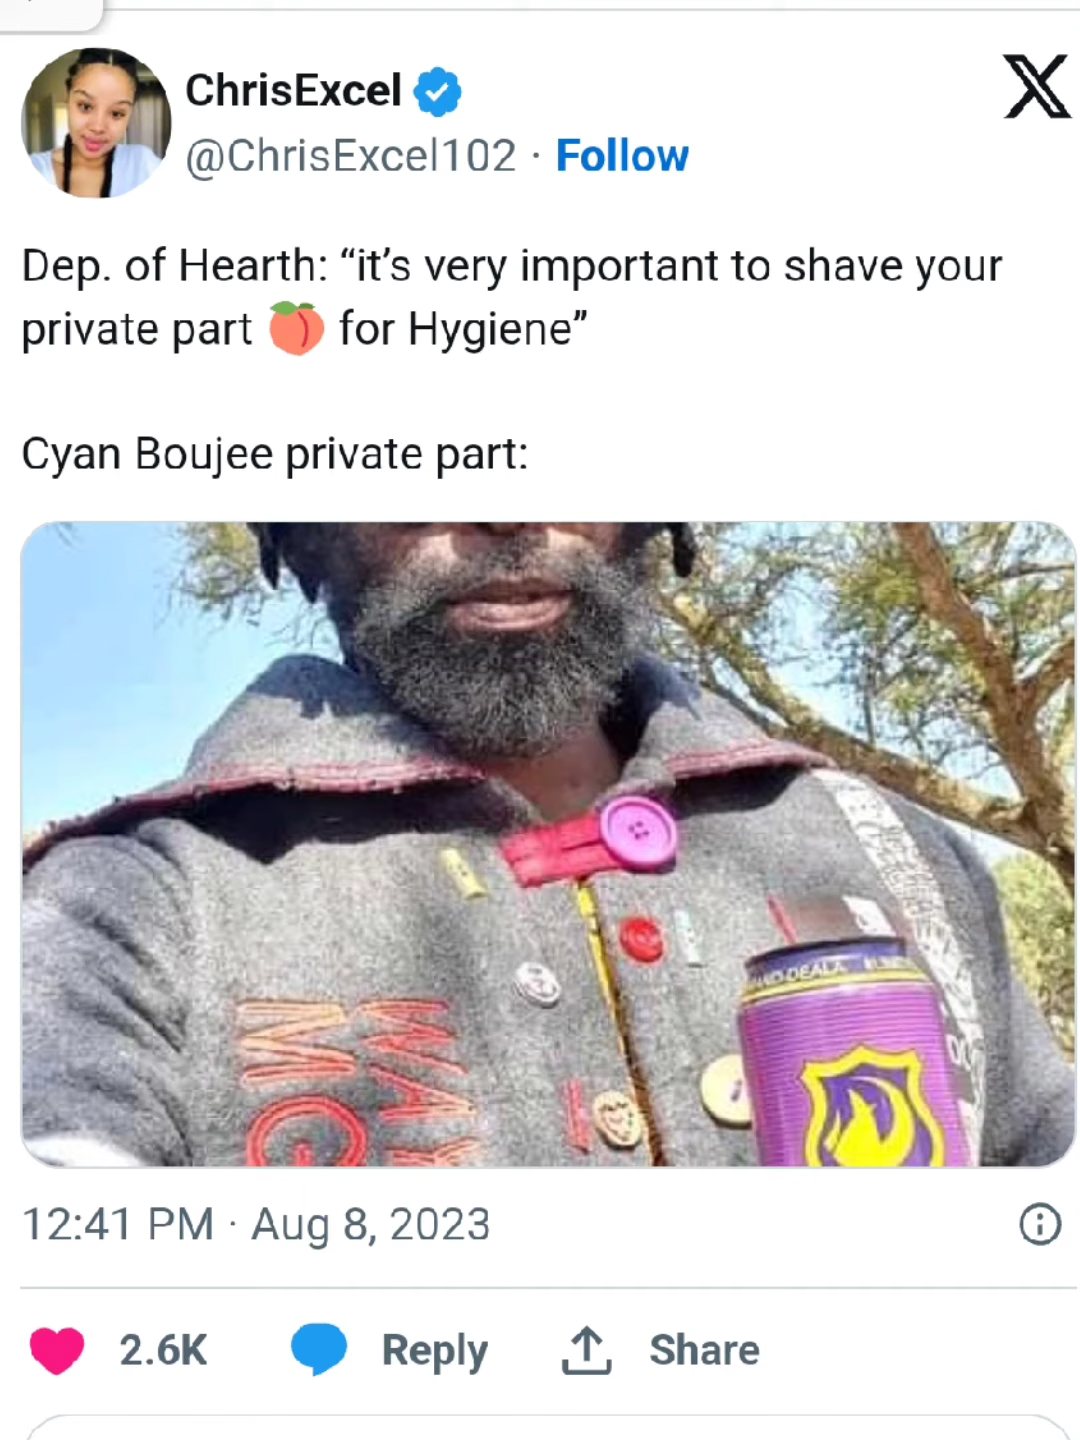 ChrisExcel
@ChrisExcel102 · Follow
Dep. of Hearth: “it’s very important to shave your
private part 🍑 for Hygiene”
Cyan Boujee private part:
12:41 PM · Aug 8, 2023
2.6K Reply Share